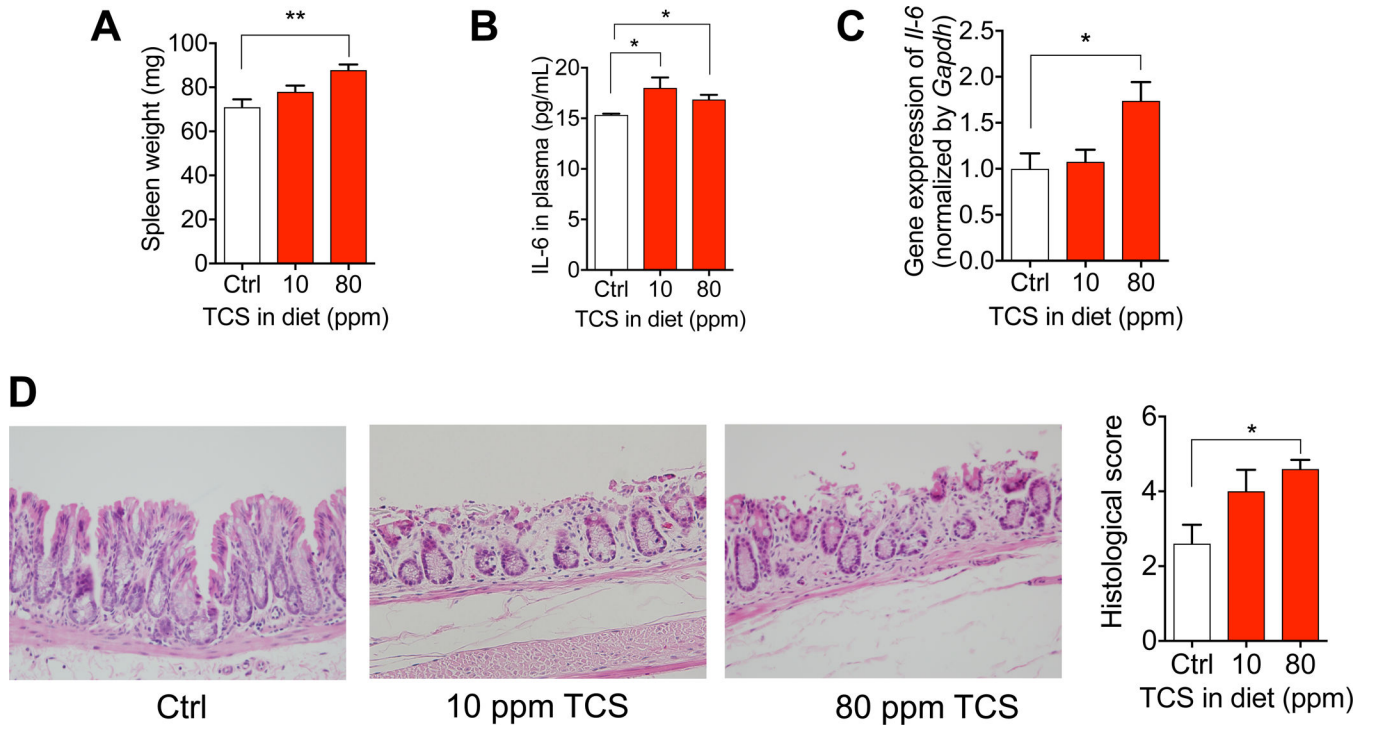 A
**
Spleen weight (mg)
100
80
60
40
20
0
Ctrl 10 80
TCS in diet (ppm)
B
*
*
IL-6 in plasma (pg/mL)
20
15
10
5
0
Ctrl 10 80
TCS in diet (ppm)
C
*
Gene exppression of Il-6
(normalized by Gapdh)
2.5
2.0
1.5
1.0
0.5
0.0
Ctrl 10 80
TCS in diet (ppm)
D
Ctrl
10 ppm TCS
80 ppm TCS
*
Histological score
6
4
2
0
Ctrl 10 80
TCS in diet (ppm)